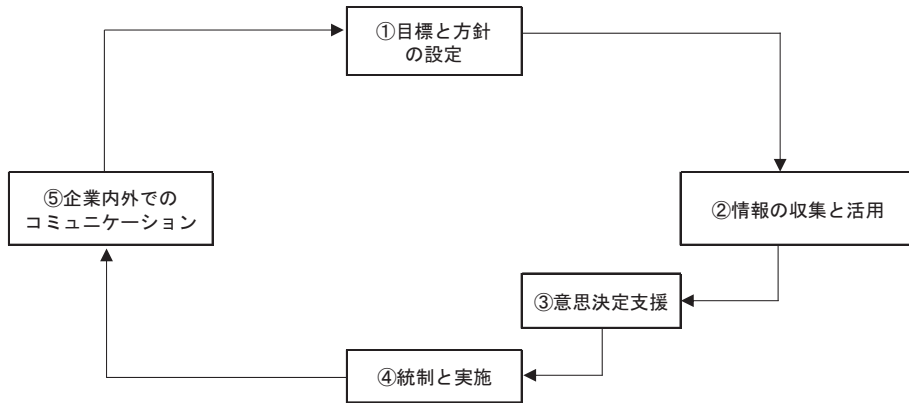 ①目標と方針
の設定
②情報の収集と活用
③意思決定支援
④統制と実施
⑤企業内外での
コミュニケーション